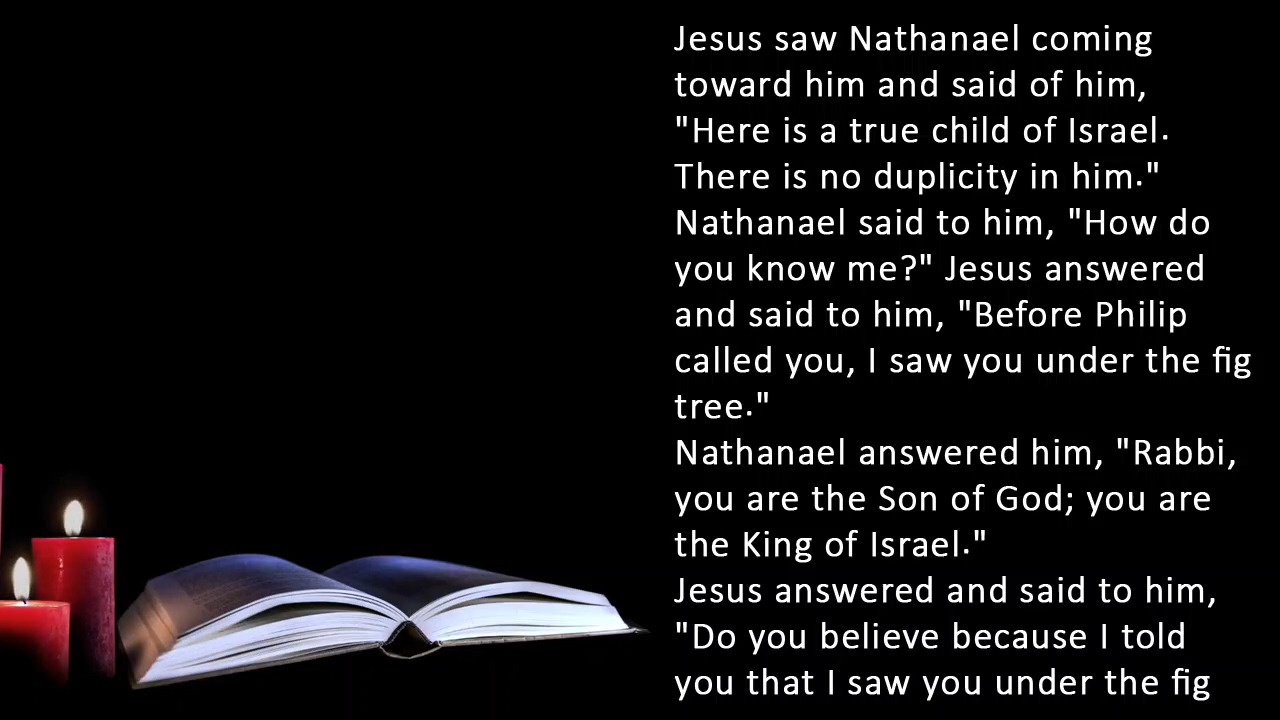 Jesus saw Nathanael coming
toward him and said of him,
"Here is a true child of Israel.
There is no duplicity in him."
Nathanael said to him, "How do
you know me?" Jesus answered
and said to him, "Before Philip
called you, I saw you under the fig
tree."
Nathanael answered him, "Rabbi,
you are the Son of God; you are
the King of Israel."
Jesus answered and said to him,
"Do you believe because I told
you that I saw you under the fig